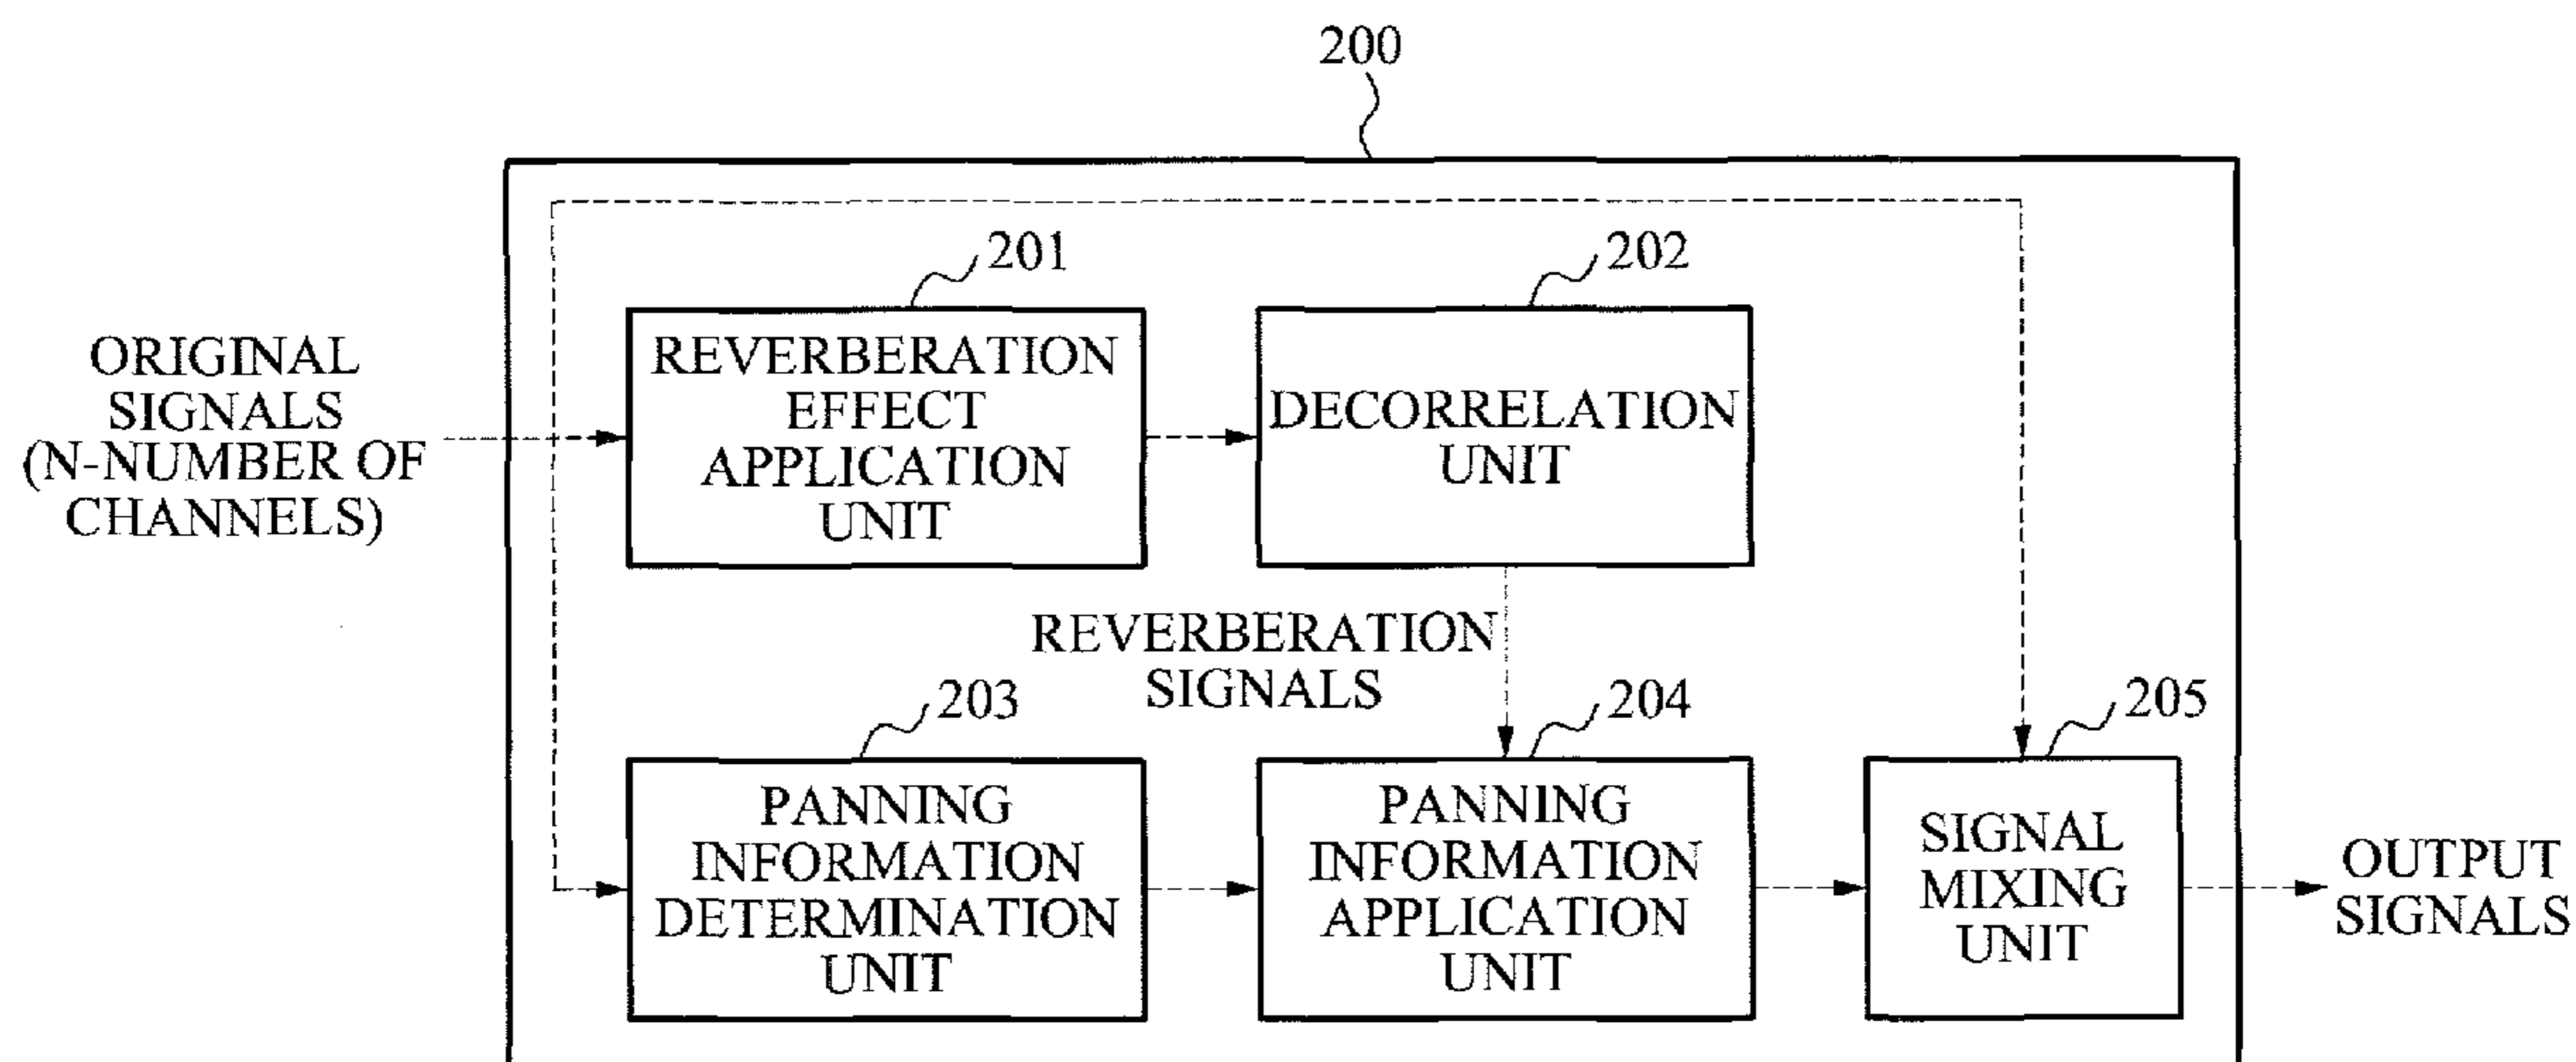 200
201
202
ORIGINAL
SIGNALS
(N-NUMBER OF
CHANNELS)
REVERBERATION
EFFECT
APPLICATION
UNIT
DECORRELATION
UNIT
REVERBERATION
SIGNALS
203
204
205
PANNING
INFORMATION
DETERMINATION
UNIT
PANNING
INFORMATION
APPLICATION
UNIT
SIGNAL
MIXING
UNIT
OUTPUT
SIGNALS